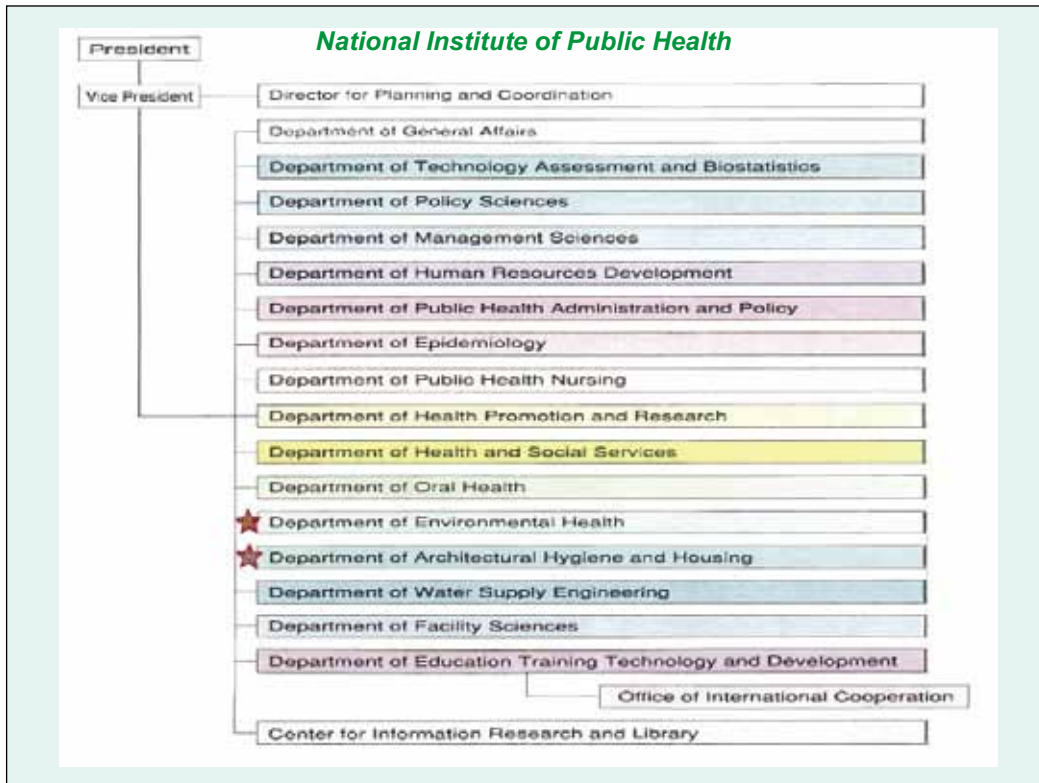 National Institute of Public Health
President
Vice President
Director for Planning and Coordination
Department of General Affairs
Department of Technology Assessment and Biostatistics
Department of Policy Sciences
Department of Management Sciences
Department of Human Resources Development
Department of Public Health Administration and Policy
Department of Epidemiology
Department of Public Health Nursing
Department of Health Promotion and Research
Department of Health and Social Services
Department of Oral Health
Department of Environmental Health
Department of Architectural Hygiene and Housing
Department of Water Supply Engineering
Department of Facility Sciences
Department of Education Training Technology and Development
Office of International Cooperation
Center for Information Research and Library